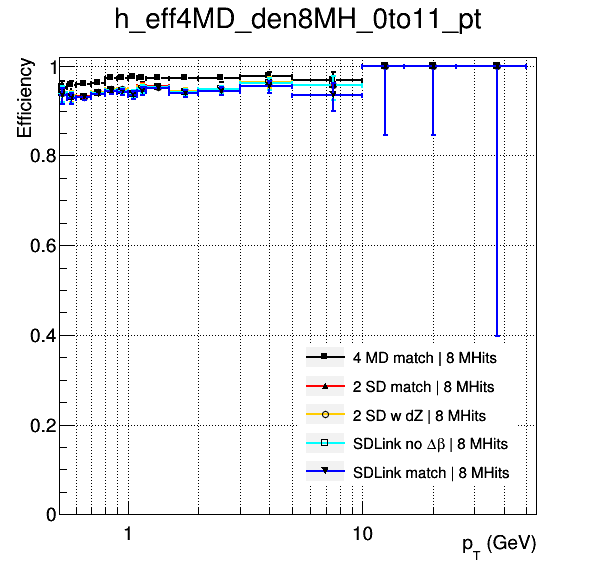 h_eff4MD_den8MH_0to11_pt
Efficiency
1
0.8
0.6
0.4
0.2
0
4 MD match | 8 MHits
2 SD match | 8 MHits
2 SD w dZ | 8 MHits
SDLink no Δβ | 8 MHits
SDLink match | 8 MHits
1
10
p_T (GeV)